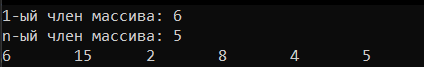 1-ый член массива: 6
n-ый член массива: 5
6 15 2 8 4 5